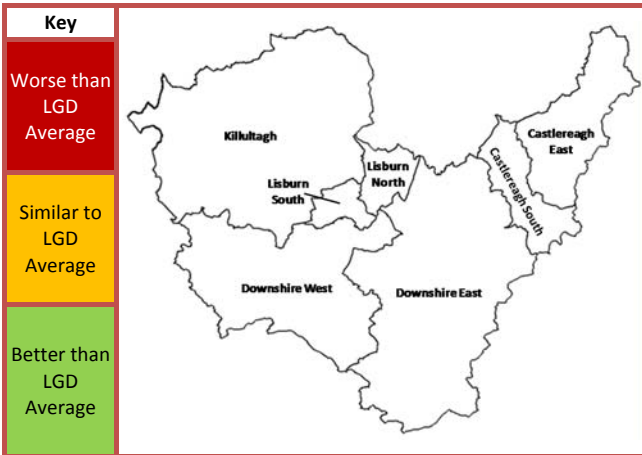 Key
Worse than
LGD
Average
Similar to
LGD
Average
Better than
LGD
Average
Killultagh
Lisburn
North
Lisburn
South
Castlereagh
East
Castlereagh South
Downshire West
Downshire East